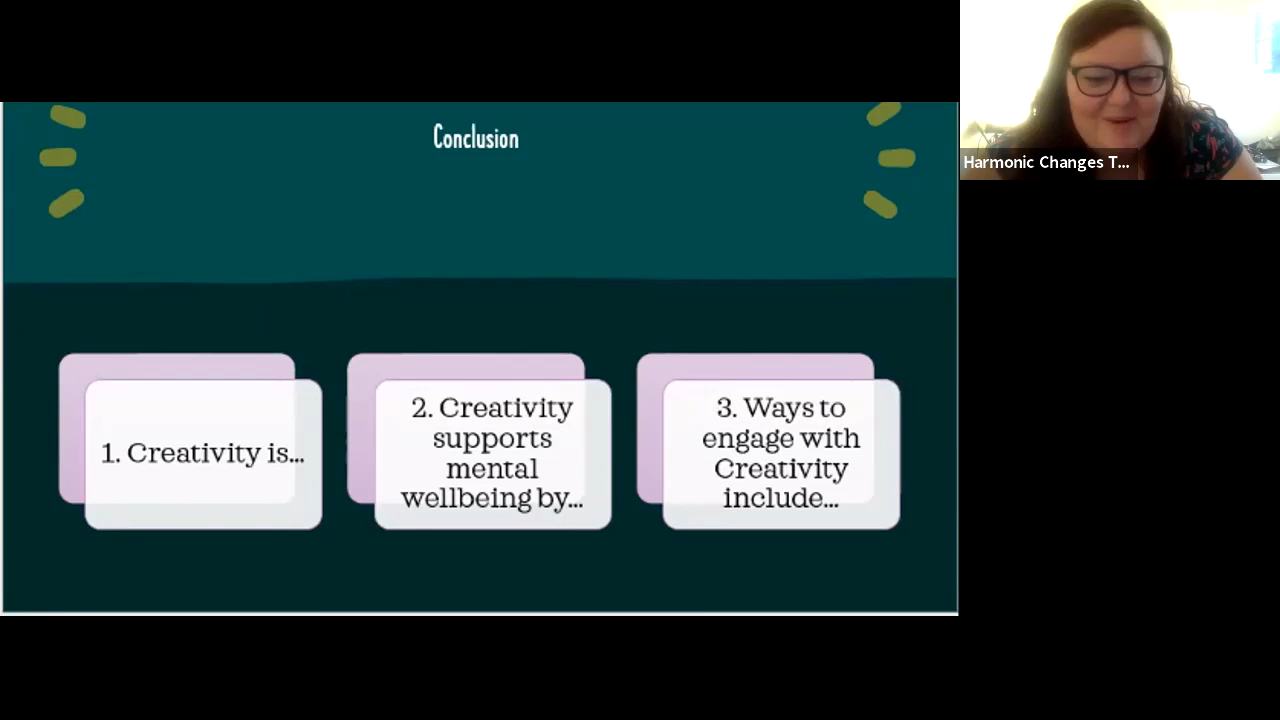 Conclusion
Harmonic Changes T...
1. Creativity is...
2. Creativity
supports
mental
wellbeing by...
3. Ways to
engage with
Creativity
include...